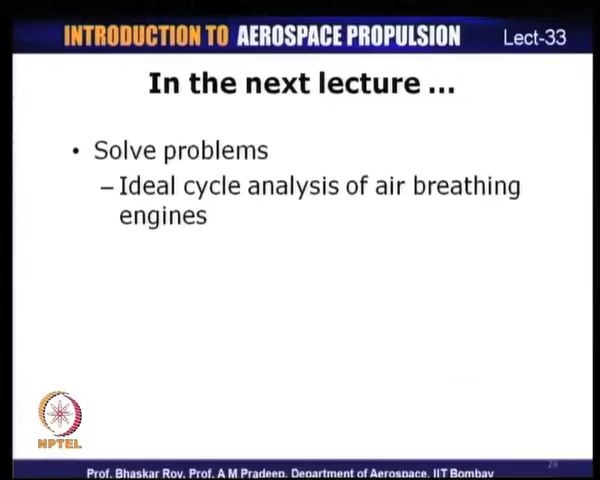 INTRODUCTION TO AEROSPACE PROPULSION Lect-33
In the next lecture ...
• Solve problems
– Ideal cycle analysis of air breathing
engines
NPTEL
29
Prof. Bhaskar Roy, Prof. A M Pradeep, Department of Aerospace, IIT Bombay